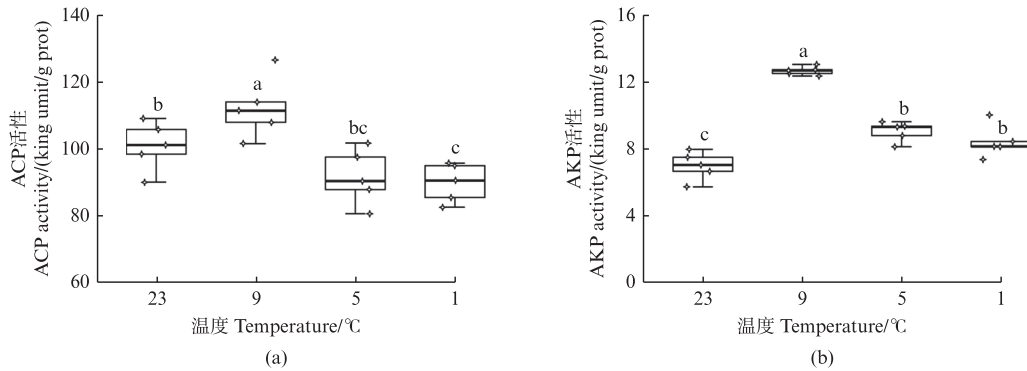 (a)
140
120
100
80
60
ACP活性
ACP activity/(king umit/g prot)
b
a
bc
c
23
9
5
1
温度 Temperature/℃
(a)
(b)
16
12
8
4
0
AKP活性
AKP activity/(king umit/g prot)
c
a
b
b
23
9
5
1
温度 Temperature/℃
(b)